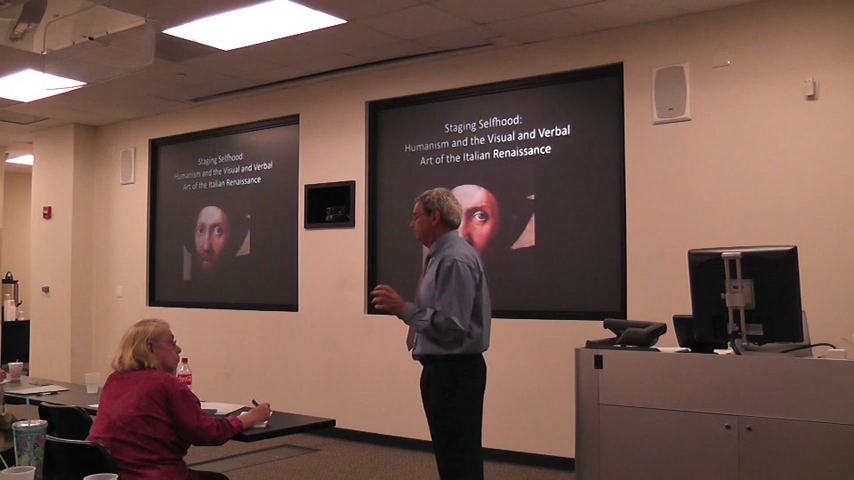 Staging Selfhood:
Humanism and the Visual and Verbal
Art of the Italian Renaissance
Staging Selfhood:
Humanism and the Visual and Verbal
Art of the Italian Renaissance